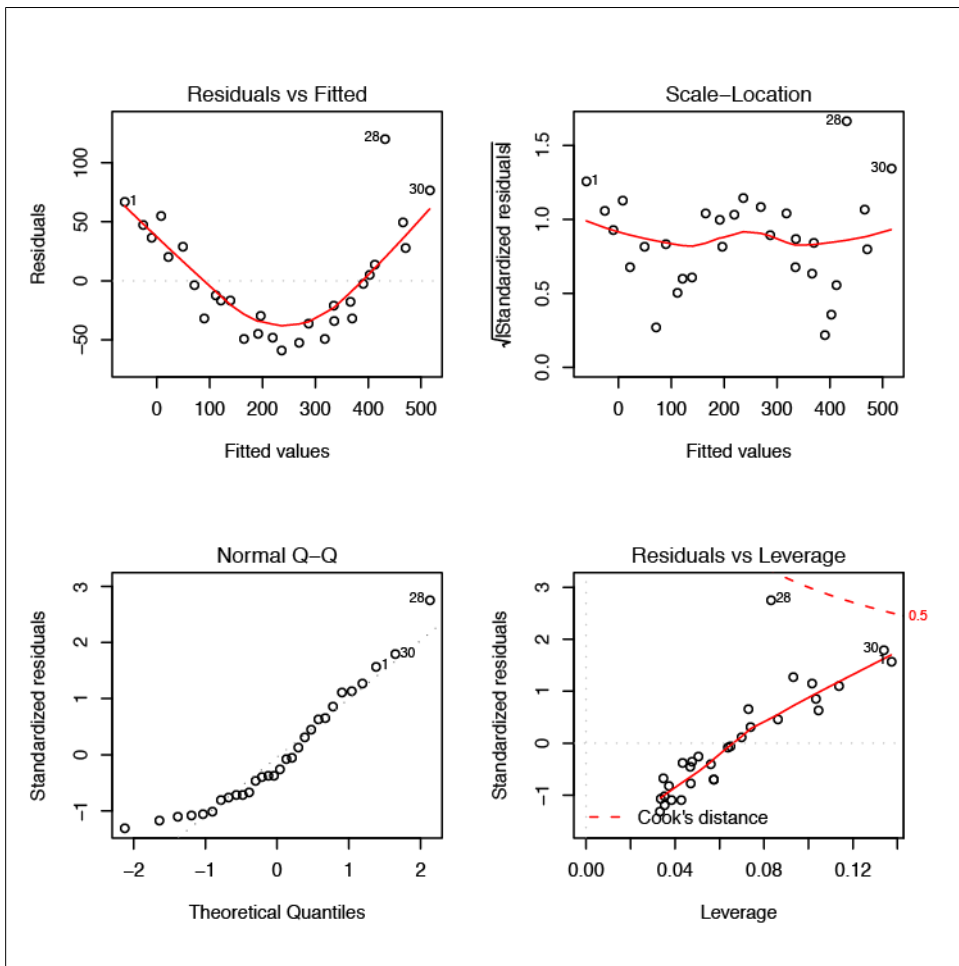 Residuals vs Fitted
Residuals
100
50
0
−50
1
28
30
0 100 200 300 400 500
Fitted values
Scale−Location
√|Standardized residuals|
1.5
1.0
0.5
0.0
1
28
30
0 100 200 300 400 500
Fitted values
Normal Q−Q
Standardized residuals
3
2
1
0
−1
28
30
1
−2 −1 0 1 2
Theoretical Quantiles
Residuals vs Leverage
Standardized residuals
3
2
1
0
−1
28
0.5
30
1
Cook's distance
0.00 0.04 0.08 0.12
Leverage